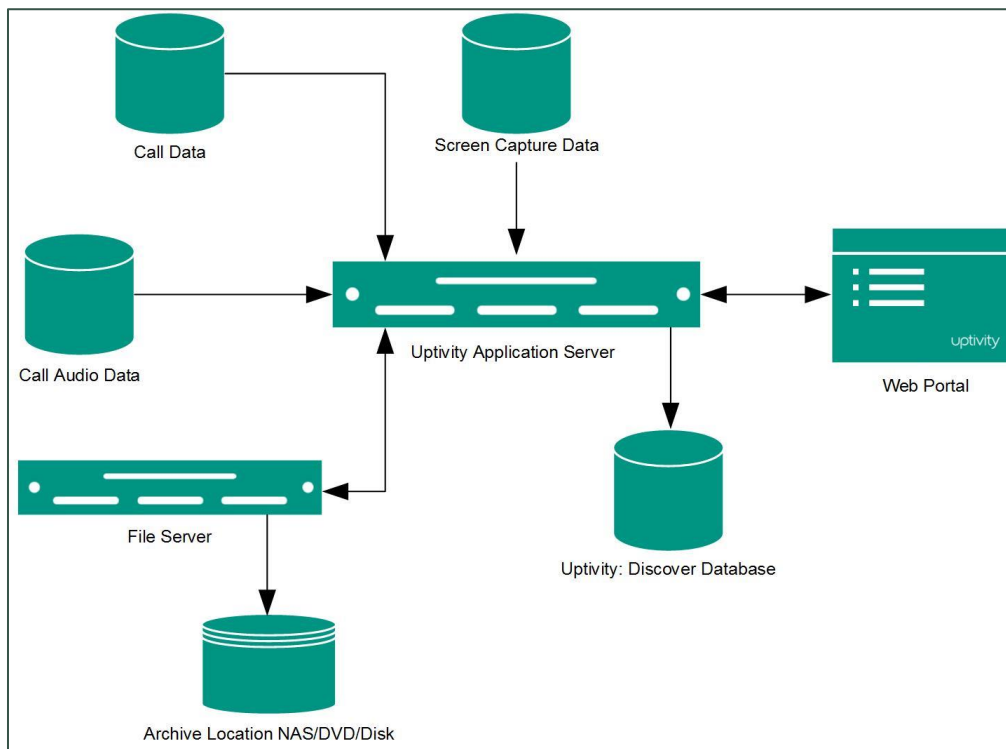 Call Data
Screen Capture Data
Call Audio Data
Uptivity Application Server
uptivity
Web Portal
File Server
Uptivity: Discover Database
Archive Location NAS/DVD/Disk